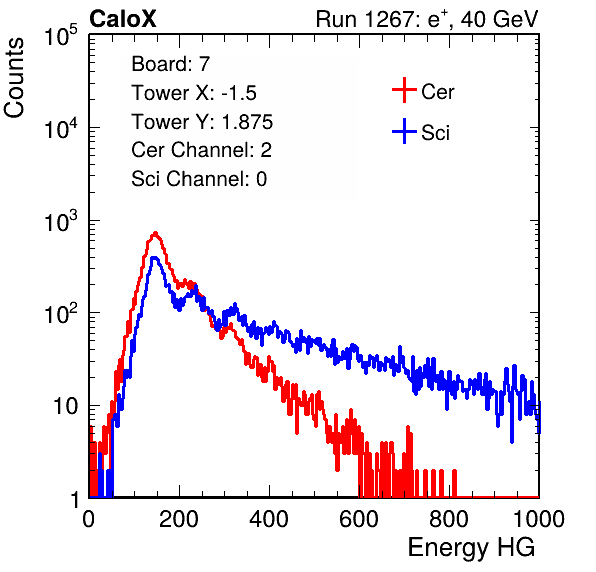 CaloX Run 1267: e⁺, 40 GeV
Counts
10⁵
10⁴
10³
10²
10
1
Board: 7
Tower X: -1.5
Tower Y: 1.875
Cer Channel: 2
Sci Channel: 0
Cer
Sci
0 200 400 600 800 1000
Energy HG